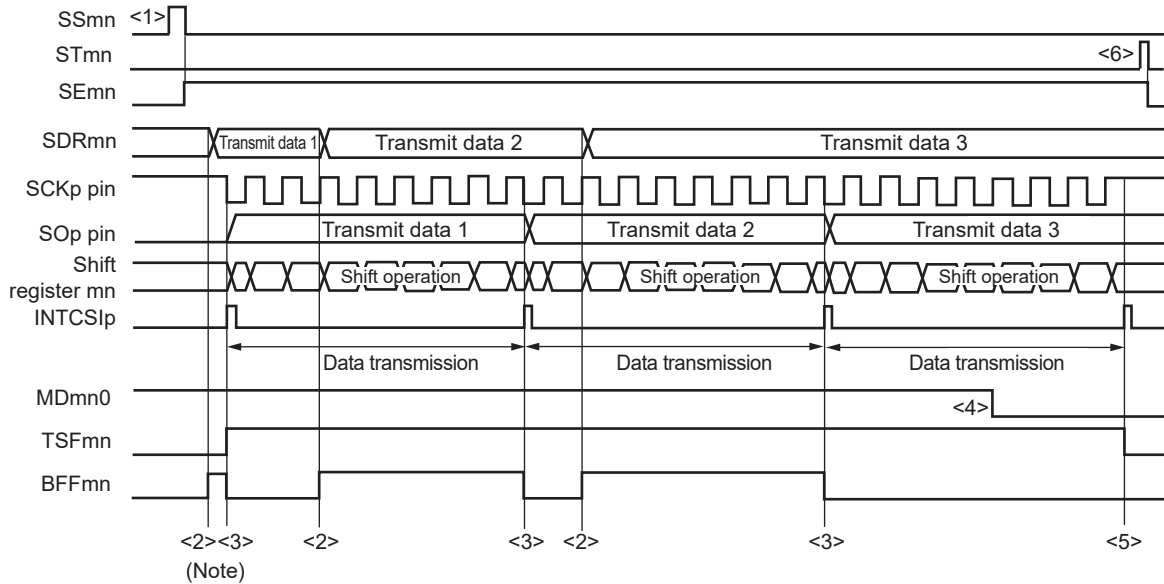 SSmn <1>
STmn <6>
SEmn
SDRmn Transmit data 1 Transmit data 2 Transmit data 3
SCKp pin
SOp pin Transmit data 1 Transmit data 2 Transmit data 3
Shift
register mn Shift operation Shift operation Shift operation
INTCSIp
Data transmission Data transmission Data transmission
MDmn0 <4>
TSFmn
BFFmn
<2> <3> <2> <3> <2> <3> <5>
(Note)